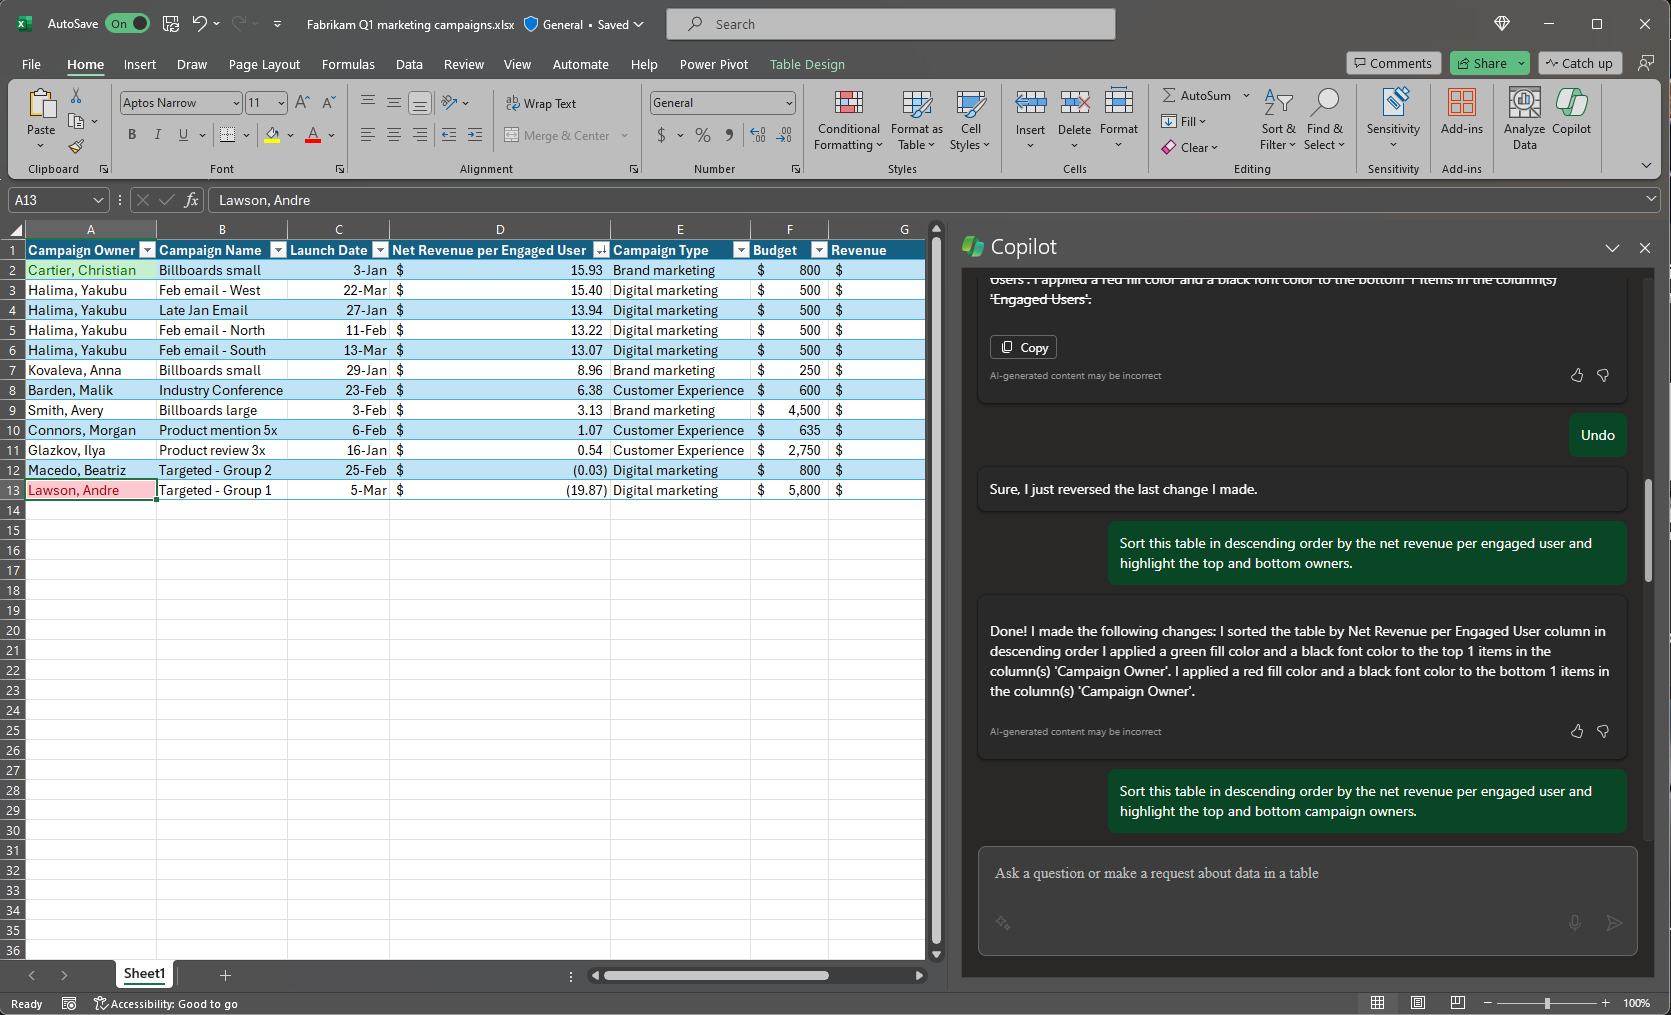 AutoSave On Fabrikam Q1 marketing campaigns.xlsx General • Saved Search
File Home Insert Draw Page Layout Formulas Data Review View Automate Help Power Pivot Table Design Comments Share Catch up
Paste
Clipboard
Aptos Narrow 11
B I U
Font
Wrap Text
Merge & Center
Alignment
General
$ % 9
Number
Conditional Formatting
Format as Table
Cell Styles
Styles
Insert Delete Format
Cells
AutoSum
Fill
Clear
Sort & Filter
Find & Select
Editing
Sensitivity
Sensitivity
Add-ins
Add-ins
Analyze Data
Copilot
A13 fx Lawson, Andre
A B C D E F G
1 Campaign Owner Campaign Name Launch Date Net Revenue per Engaged User Campaign Type Budget Revenue
2 Cartier, Christian Billboards small 3-Jan $ 15.93 Brand marketing $ 800 $
3 Halima, Yakubu Feb email - West 22-Mar $ 15.40 Digital marketing $ 500 $
4 Halima, Yakubu Late Jan Email 27-Jan $ 13.94 Digital marketing $ 500 $
5 Halima, Yakubu Feb email - North 11-Feb $ 13.22 Digital marketing $ 500 $
6 Halima, Yakubu Feb email - South 13-Mar $ 13.07 Digital marketing $ 500 $
7 Kovaleva, Anna Billboards small 29-Jan $ 8.96 Brand marketing $ 250 $
8 Barden, Malik Industry Conference 23-Feb $ 6.38 Customer Experience $ 600 $
9 Smith, Avery Billboards large 3-Feb $ 3.13 Brand marketing $ 4,500 $
10 Connors, Morgan Product mention 5x 6-Feb $ 1.07 Customer Experience $ 635 $
11 Glazkov, Ilya Product review 3x 16-Jan $ 0.54 Customer Experience $ 2,750 $
12 Macedo, Beatriz Targeted - Group 2 25-Feb $ (0.03) Digital marketing $ 800 $
13 Lawson, Andre Targeted - Group 1 5-Mar $ (19.87) Digital marketing $ 5,800 $
14
15
16
17
18
19
20
21
22
23
24
25
26
27
28
29
30
31
32
33
34
35
36
Copilot
Users'. I applied a red fill color and a black font color to the bottom 1 items in the column(s)
'Engaged Users'.
Copy
AI-generated content may be incorrect
Undo
Sure, I just reversed the last change I made.
Sort this table in descending order by the net revenue per engaged user and
highlight the top and bottom owners.
Done! I made the following changes: I sorted the table by Net Revenue per Engaged User column in
descending order I applied a green fill color and a black font color to the top 1 items in the
column(s) 'Campaign Owner'. I applied a red fill color and a black font color to the bottom 1 items in
the column(s) 'Campaign Owner'.
AI-generated content may be incorrect
Sort this table in descending order by the net revenue per engaged user and
highlight the top and bottom campaign owners.
Ask a question or make a request about data in a table
Sheet1
Ready Accessibility: Good to go 100%